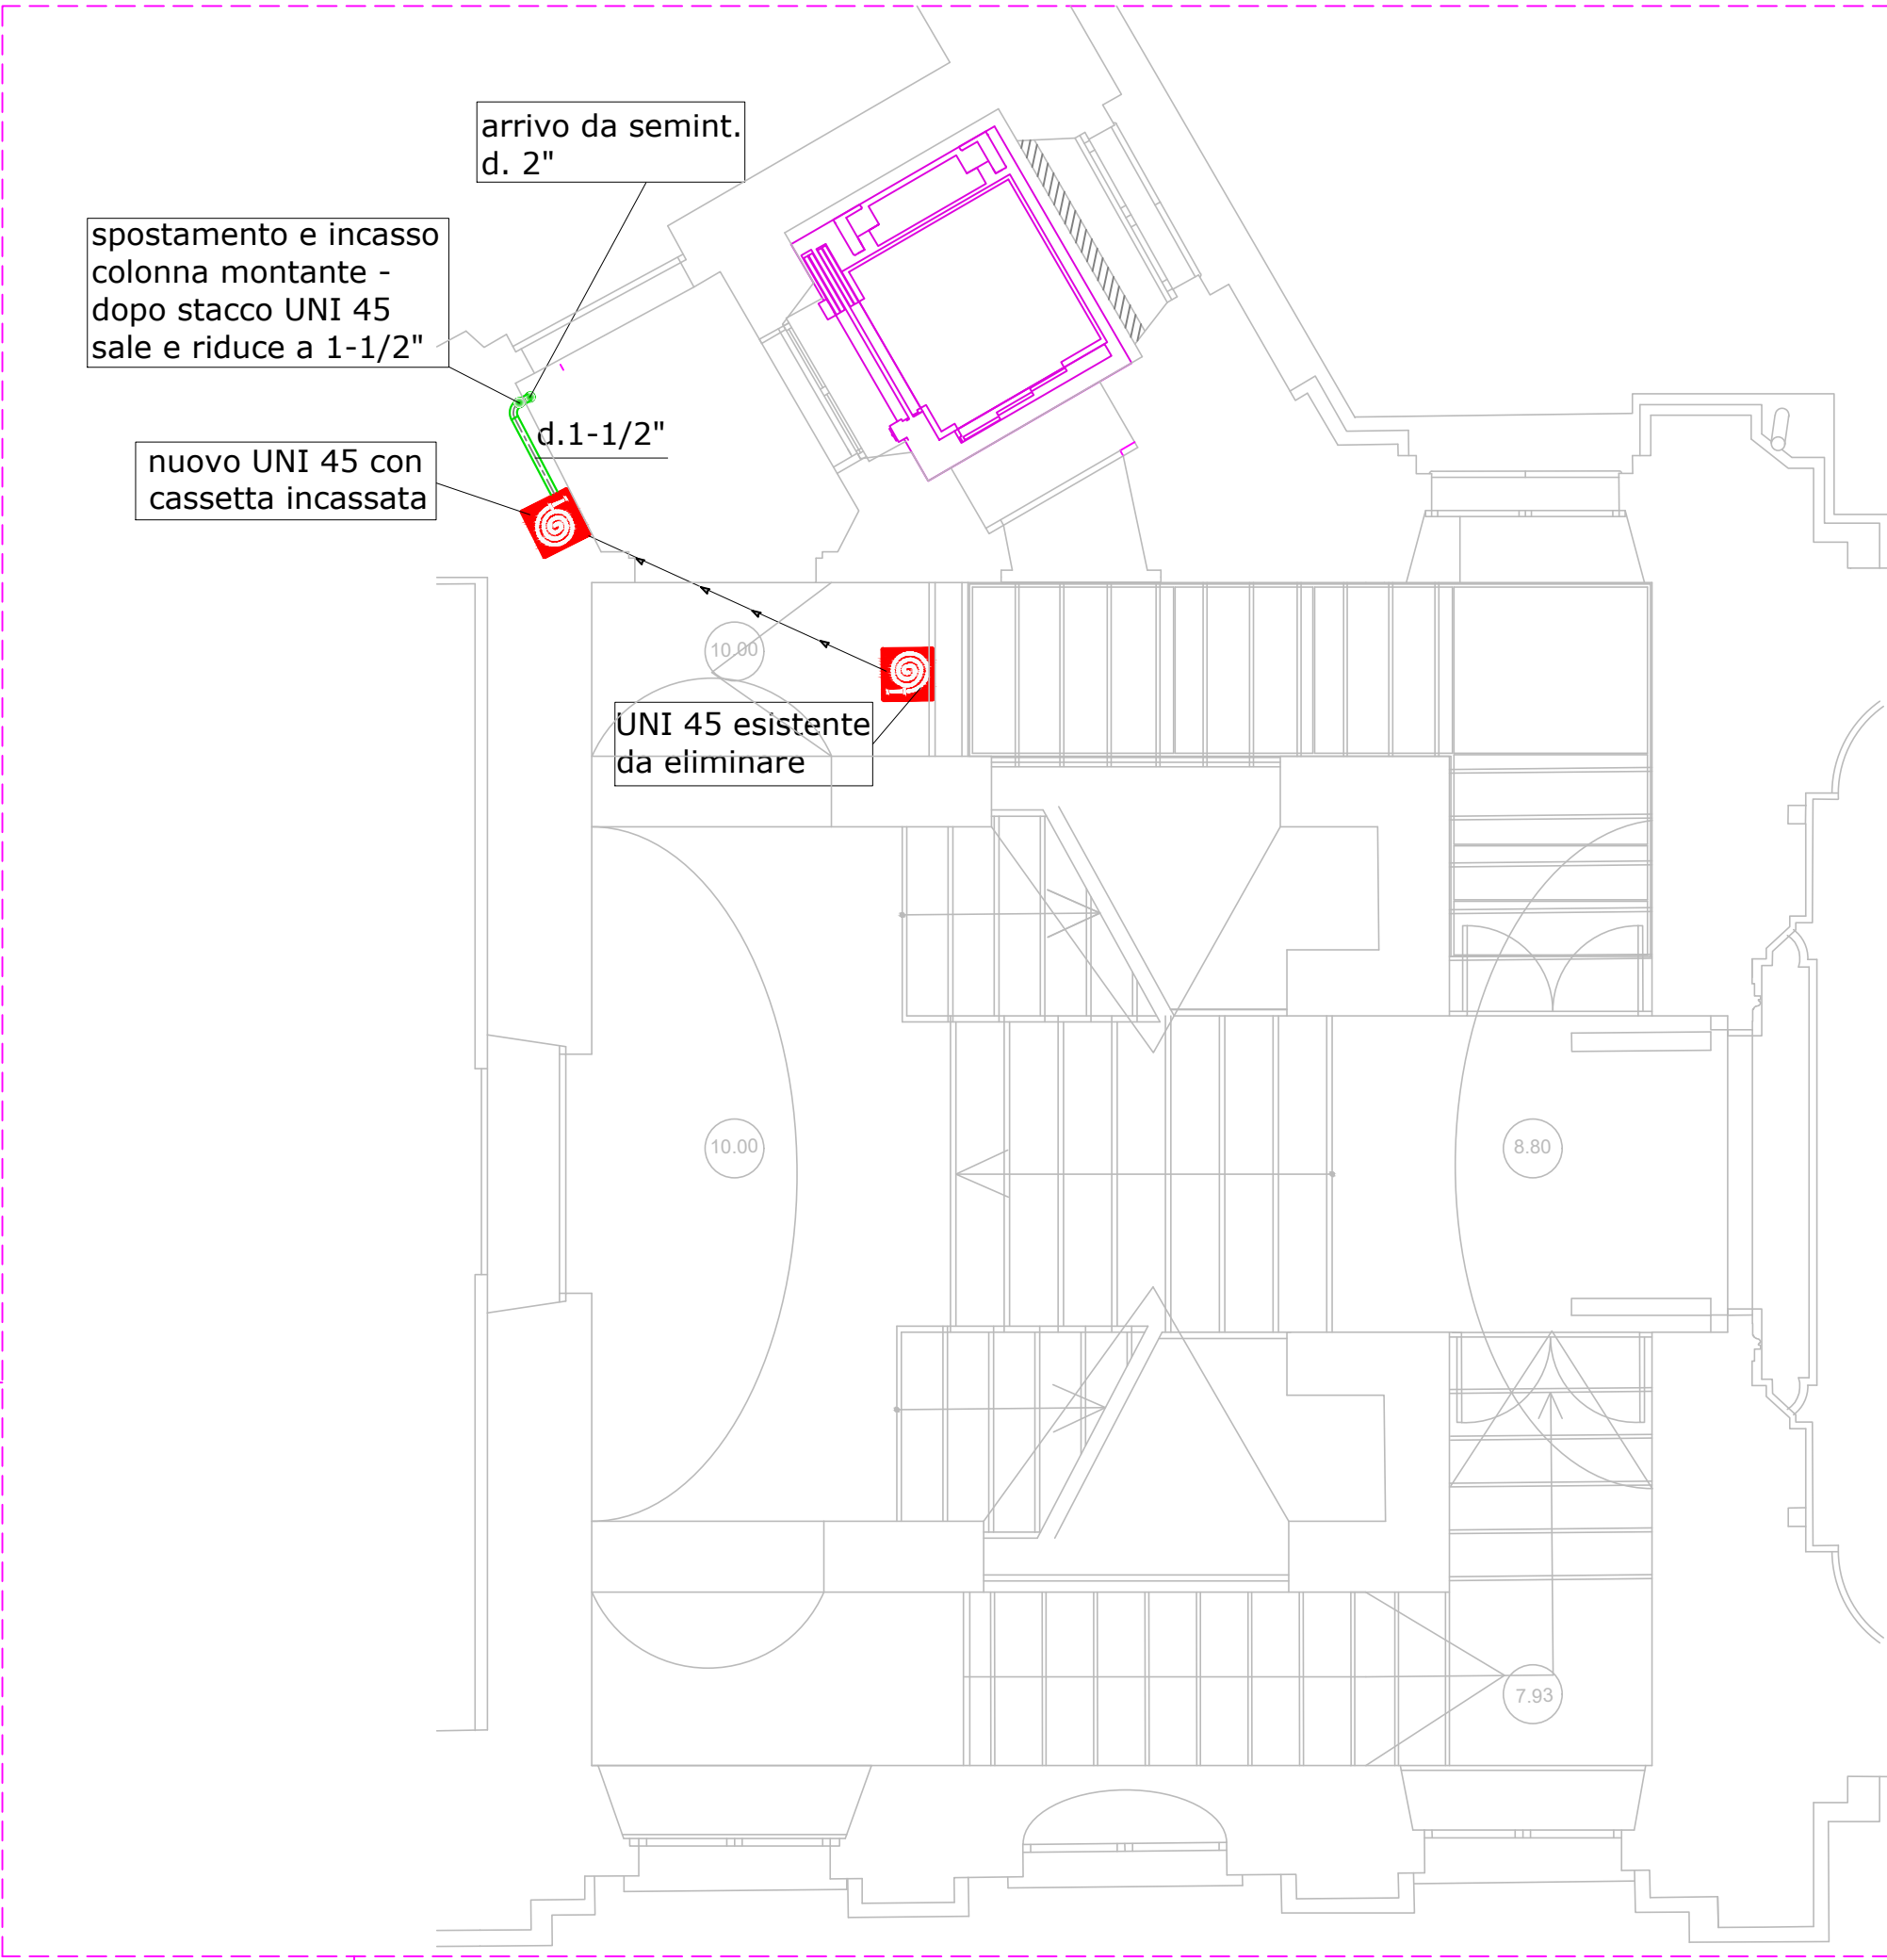 arrivo da semint.
d. 2"
spostamento e incasso
colonna montante -
dopo stacco UNI 45
sale e riduce a 1-1/2"
d.1-1/2"
nuovo UNI 45 con
cassetta incassata
10.00
UNI 45 esistente
da eliminare
10.00
8.80
7.93